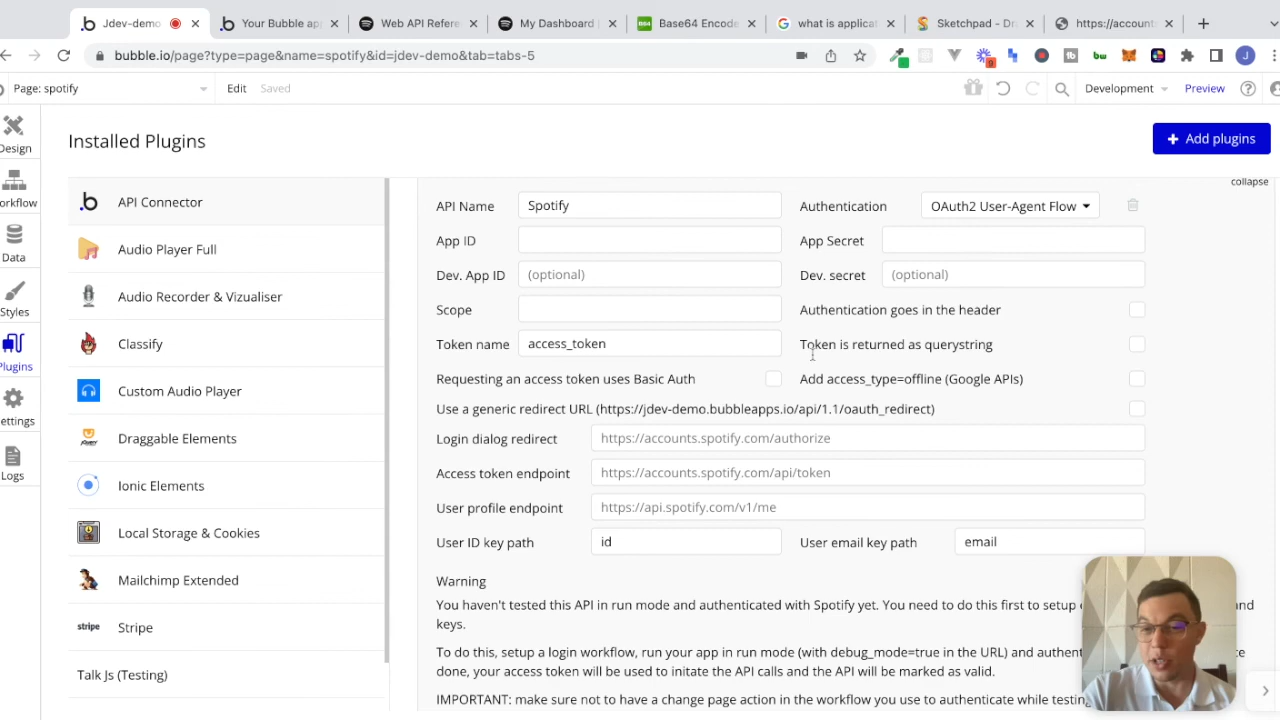 Jdev-demo
Your Bubble ap
Web API Refere
My Dashboard
Base64 Encode
what is applicat
Sketchpad - Dr
https://account
bubble.io/page?type=page&name=spotify&id=jdev-demo&tab=tabs-5
Page: spotify
Edit
Saved
Development
Preview
Design
orkflow
Data
Styles
Plugins
ettings
Logs
Installed Plugins
Add plugins
API Connector
Audio Player Full
Audio Recorder & Vizualiser
Classify
Custom Audio Player
Draggable Elements
Ionic Elements
Local Storage & Cookies
Mailchimp Extended
stripe Stripe
Talk Js (Testing)
collapse
API Name Spotify Authentication OAuth2 User-Agent Flow
App ID App Secret
Dev. App ID (optional) Dev. secret (optional)
Scope Authentication goes in the header
Token name access_token Token is returned as querystring
Requesting an access token uses Basic Auth Add access_type=offline (Google APIs)
Use a generic redirect URL (https://jdev-demo.bubbleapps.io/api/1.1/oauth_redirect)
Login dialog redirect https://accounts.spotify.com/authorize
Access token endpoint https://accounts.spotify.com/api/token
User profile endpoint https://api.spotify.com/v1/me
User ID key path id User email key path email
Warning
You haven't tested this API in run mode and authenticated with Spotify yet. You need to do this first to setup and
keys.
To do this, setup a login workflow, run your app in run mode (with debug_mode=true in the URL) and authent
done, your access token will be used to initate the API calls and the API will be marked as valid.
IMPORTANT: make sure not to have a change page action in the workflow you use to authenticate while testing